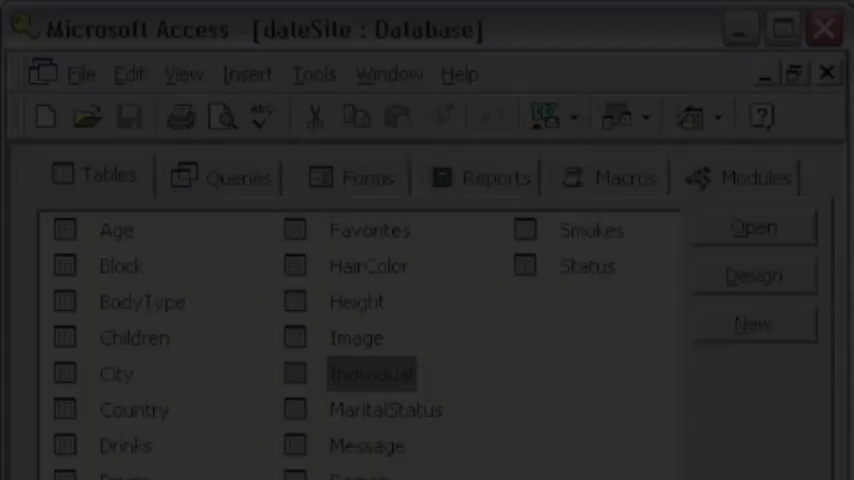 Microsoft Access - [dateSite : Database]
File Edit View Insert Tools Window Help
Tables Queries Forms Reports Macros Modules
Age Favorites Smokes Open
Block HairColor Status
BodyType Height Design
Children Image New
City Individual
Country MaritalStatus
Drinks Message